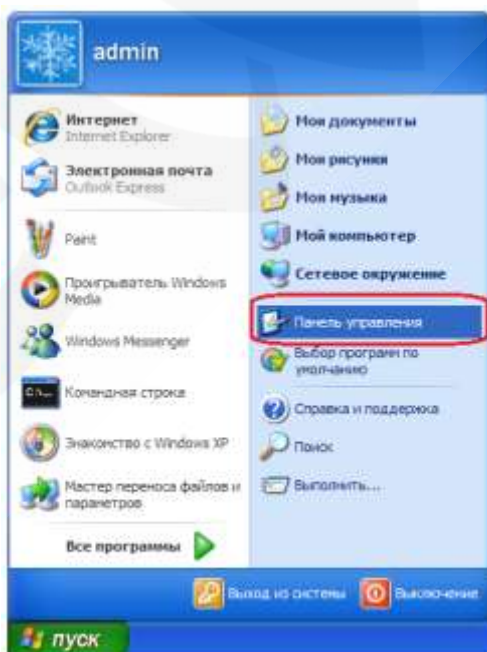 admin
Интернет
Internet Explorer
Электронная почта
Outlook Express
Paint
Проигрыватель Windows
Media
Windows Messenger
Командная строка
Знакомство с Windows XP
Мастер переноса файлов и
параметров
Все программы
Мои документы
Мои рисунки
Моя музыка
Мой компьютер
Сетевое окружение
Панель управления
Выбор программ по
умолчанию
Справка и поддержка
Поиск
Выполнить...
Выход из системы
Выключение
пуск